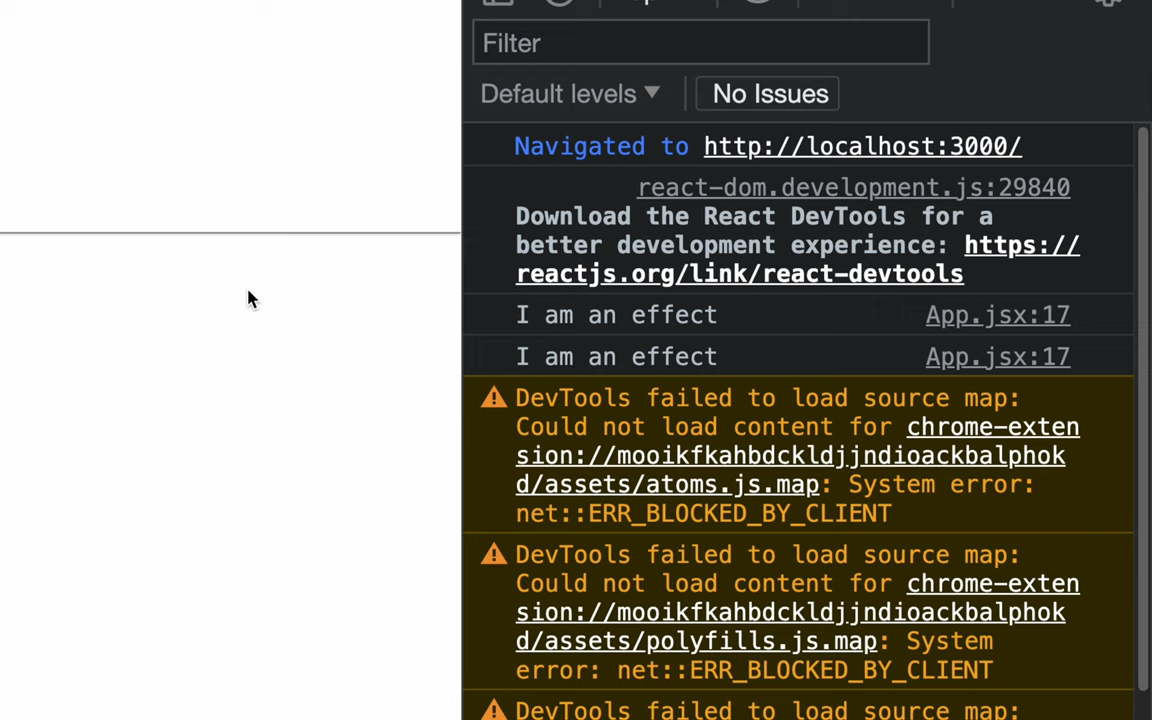 Filter
Default levels ▼
No Issues
Navigated to http://localhost:3000/
react-dom.development.js:29840
Download the React DevTools for a
better development experience: https://
reactjs.org/link/react-devtools
I am an effect App.jsx:17
I am an effect App.jsx:17
DevTools failed to load source map:
Could not load content for chrome-exten
sion://mooikfkahbdckldjjndioackbalphok
d/assets/atoms.js.map: System error:
net::ERR_BLOCKED_BY_CLIENT
DevTools failed to load source map:
Could not load content for chrome-exten
sion://mooikfkahbdckldjjndioackbalphok
d/assets/polyfills.js.map: System
error: net::ERR_BLOCKED_BY_CLIENT
DevTools failed to load source map: